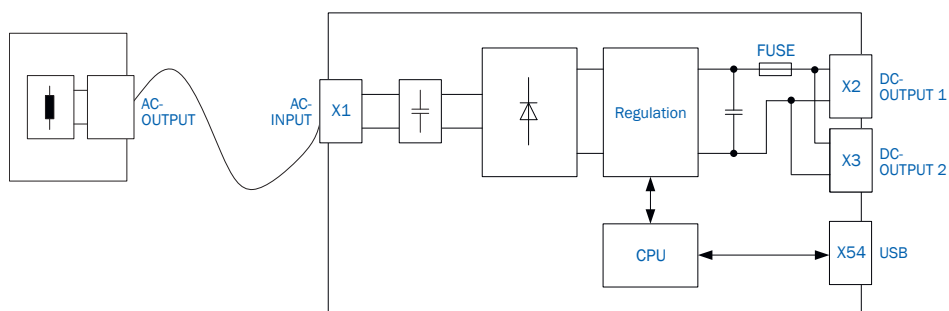 AC-
OUTPUT
AC-
INPUT
X1
Regulation
FUSE
X2
DC-
OUTPUT 1
X3
DC-
OUTPUT 2
CPU
X54
USB